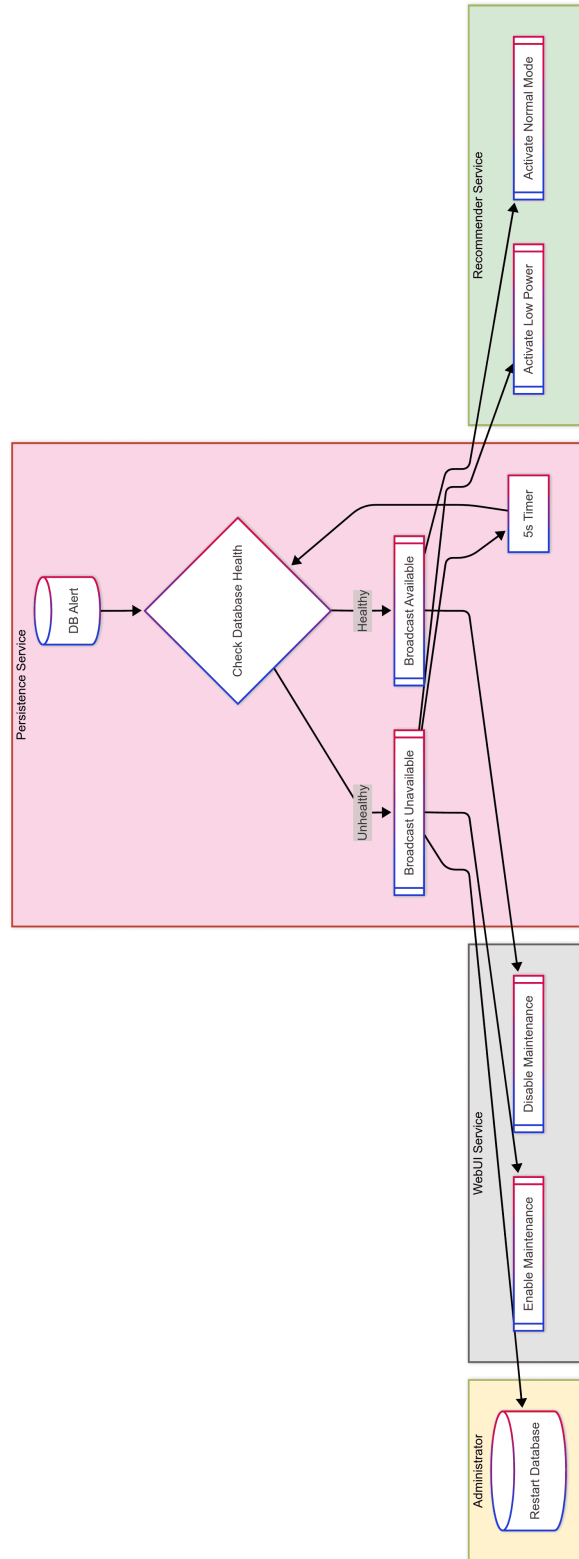 Persistence Service
DB Alert
Check Database Health
Unhealthy
Healthy
Broadcast Unavailable
Broadcast Available
5s Timer
Administrator
Restart Database
WebUI Service
Enable Maintenance
Disable Maintenance
Recommender Service
Activate Low Power
Activate Normal Mode